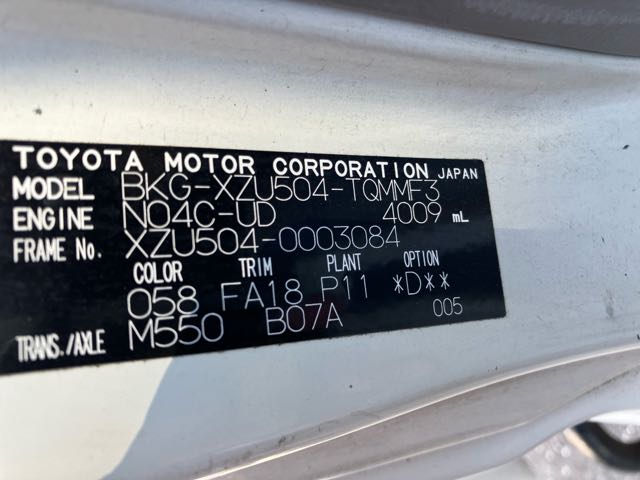 TOYOTA MOTOR CORPORATION JAPAN
MODEL BKG-XZU504-TQMMF3
ENGINE N04C-UD 4009 mL
FRAME No. XZU504-0003084
COLOR TRIM PLANT OPTION
058 FA18 P11 *D**
TRANS./AXLE M550 B07A 005